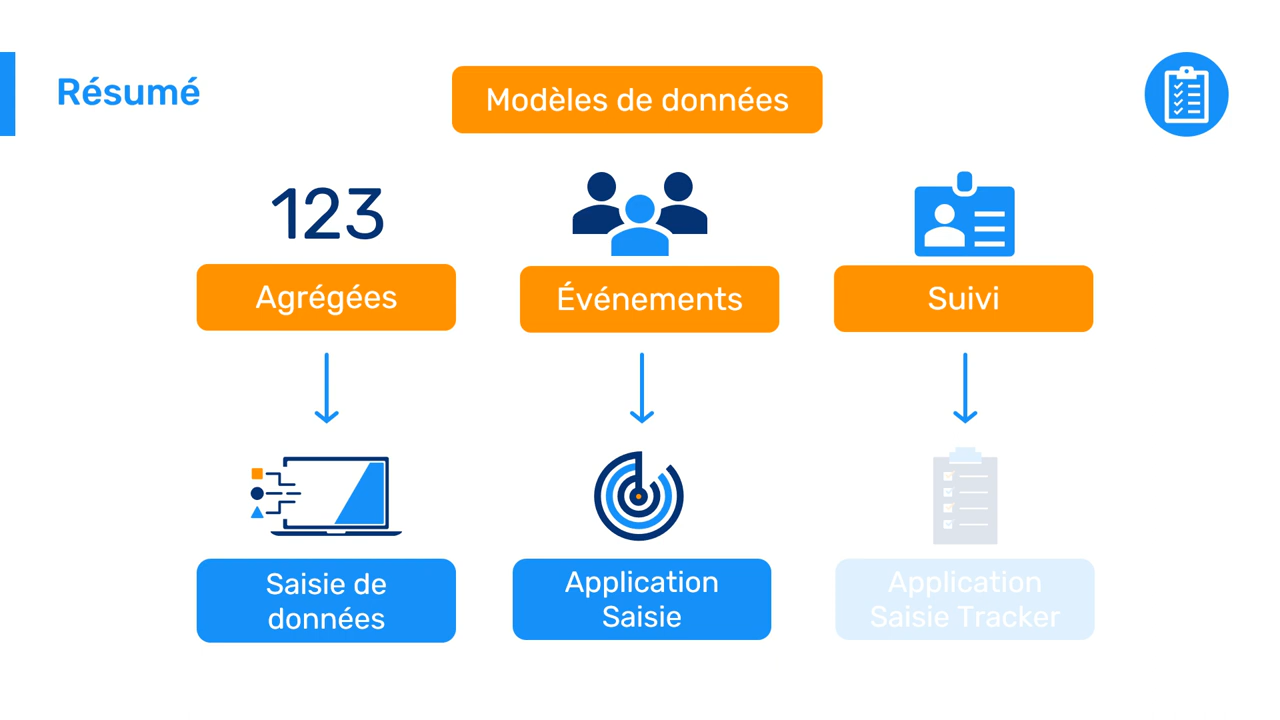 Résumé
Modèles de données
123
Agrégées
Événements
Suivi
Saisie de
données
Application
Saisie
Application
Saisie Tracker